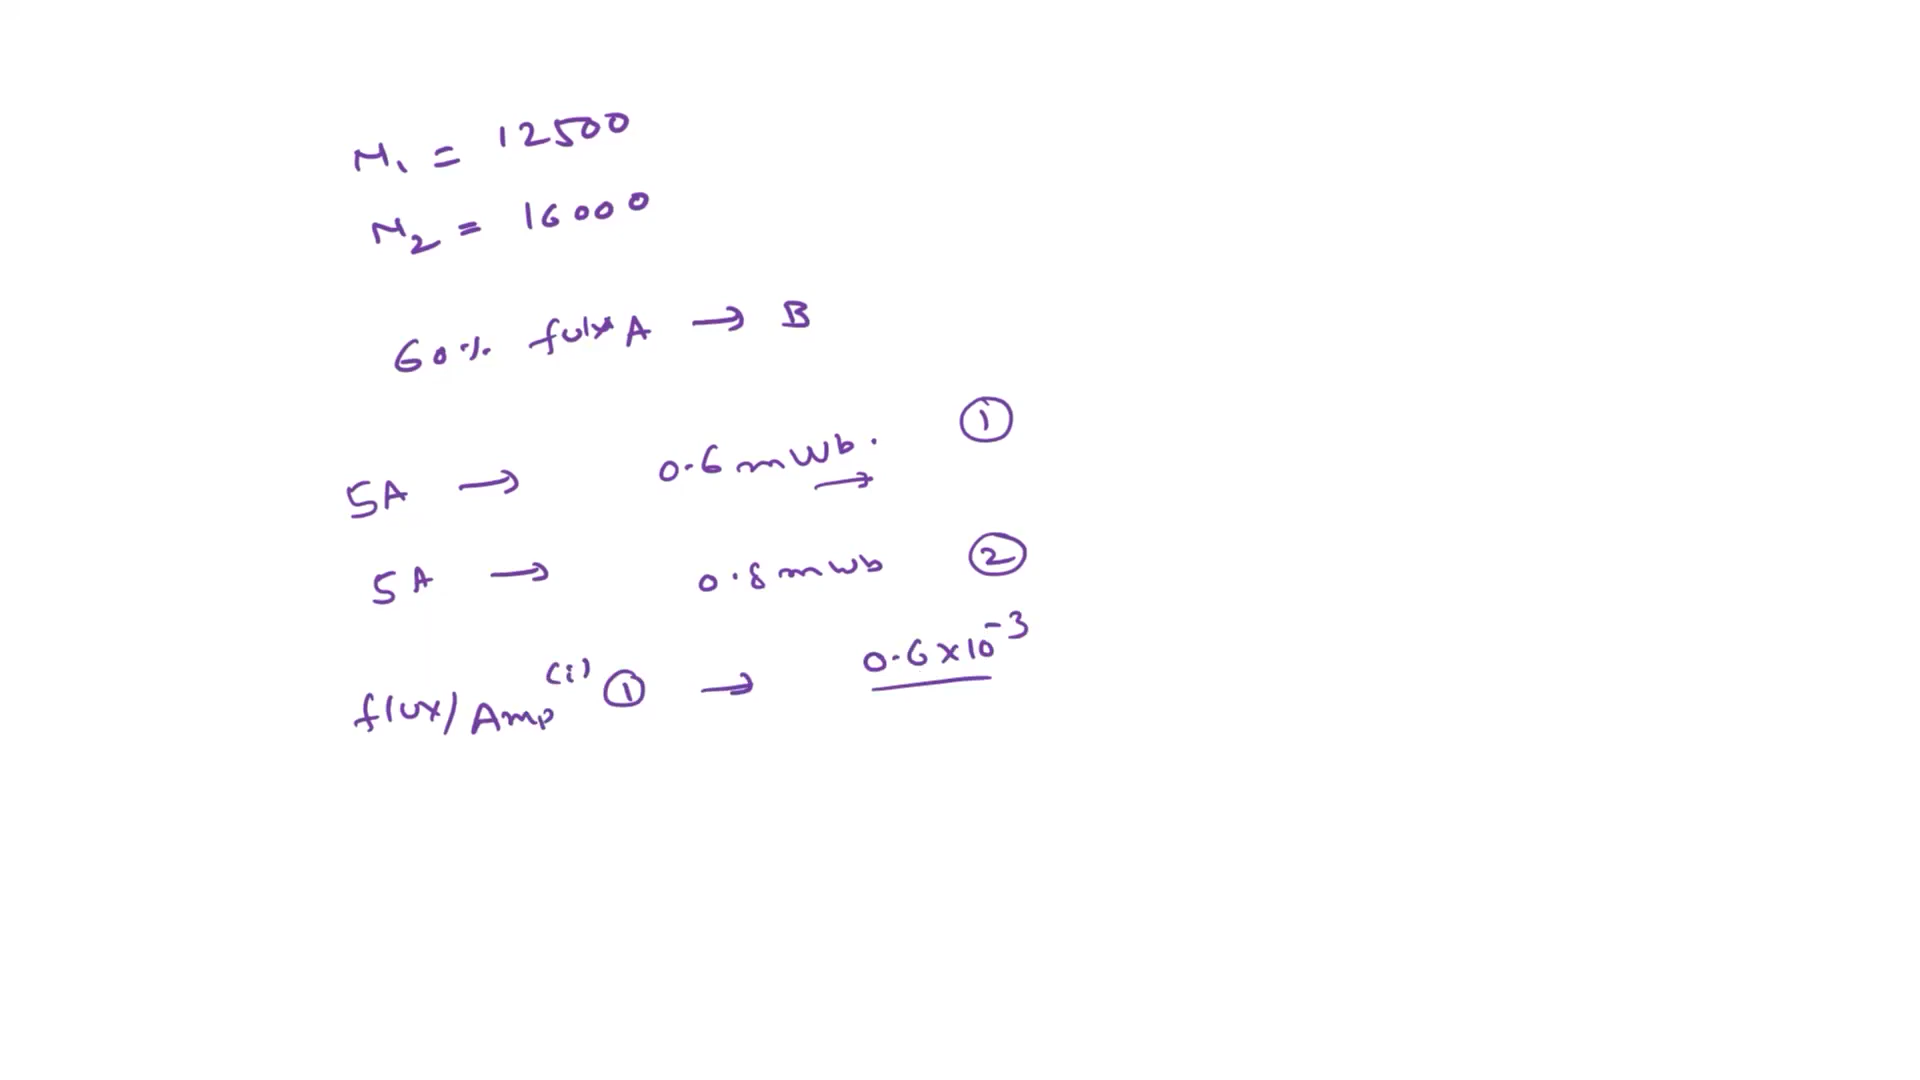 N₁ = 12500
N₂ = 16000
60% fulx A → B
5A → 0.6 mWb. → ①
5A → 0.8 mWb ②
flux/Amp (i) ① → 0.6×10⁻³